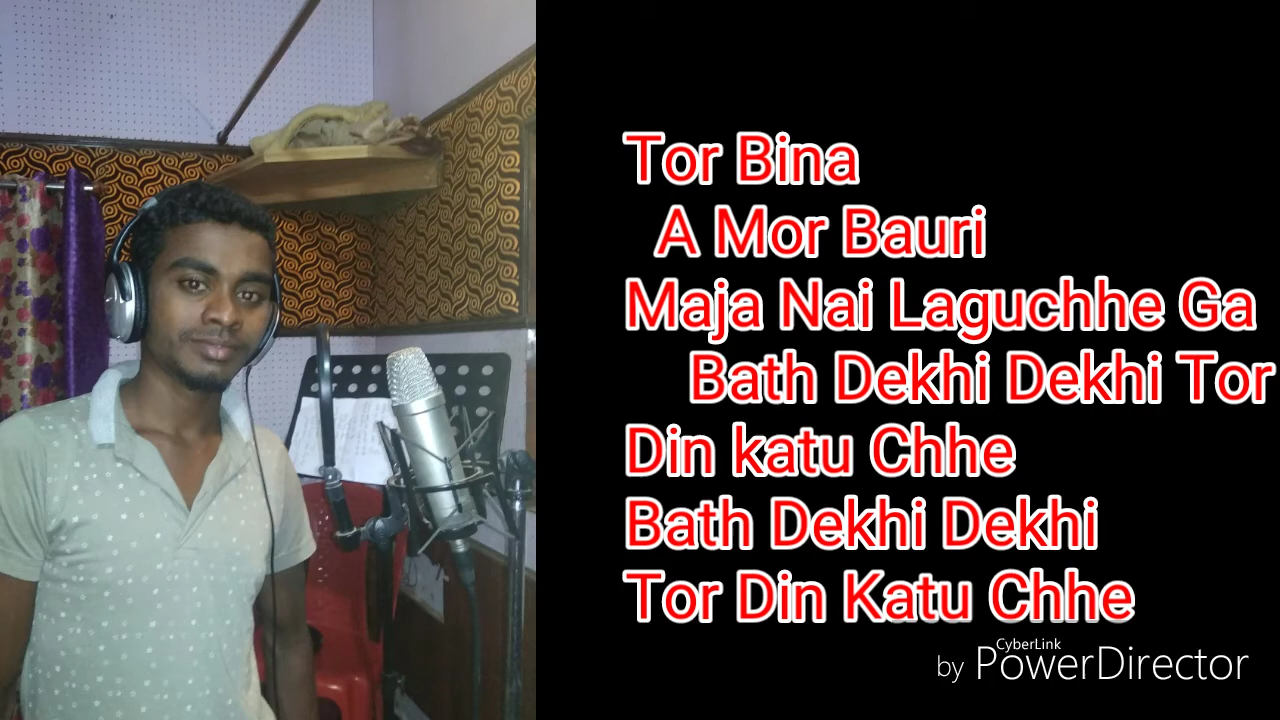 Tor Bina
A Mor Bauri
Maja Nai Laguchhe Ga
Bath Dekhi Dekhi Tor
Din katu Chhe
Bath Dekhi Dekhi
Tor Din Katu Chhe
CyberLink
by PowerDirector